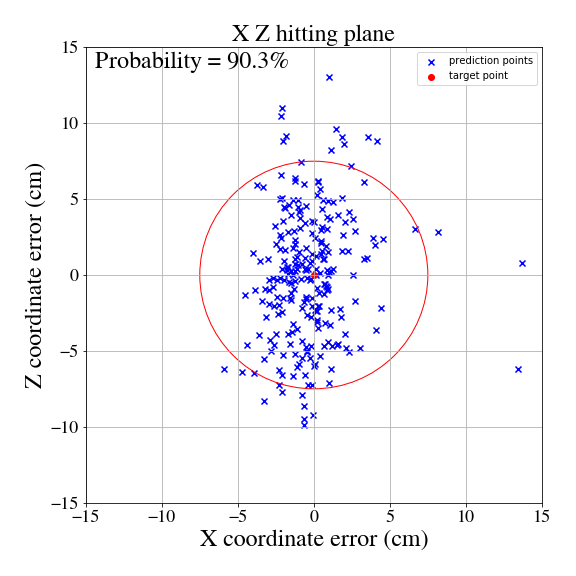 X Z hitting plane
Probability = 90.3%
prediction points
target point
15
10
5
0
−5
−10
−15
Z coordinate error (cm)
−15
−10
−5
0
5
10
15
X coordinate error (cm)